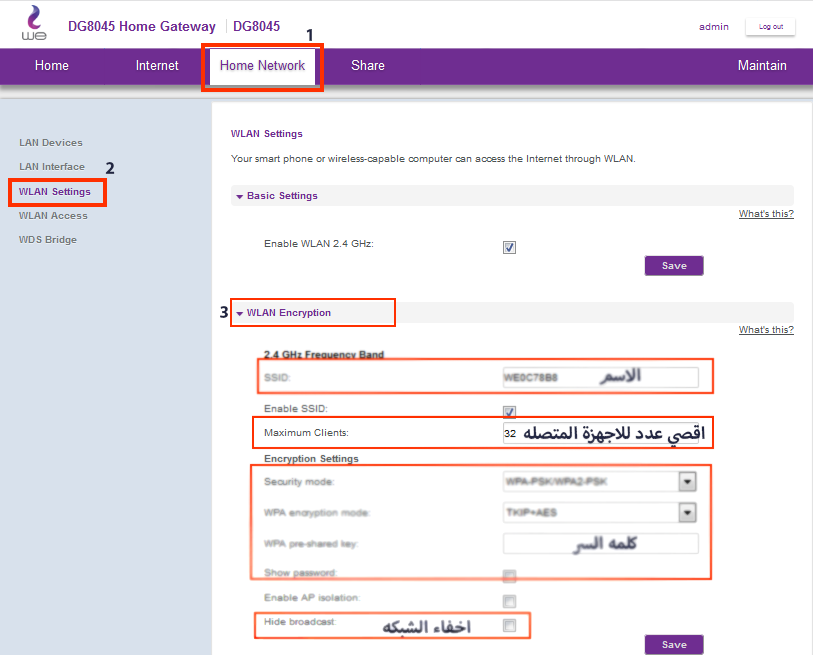 we DG8045 Home Gateway DG8045 admin Log out
1
Home Internet Home Network Share Maintain
LAN Devices
LAN Interface 2
WLAN Settings
WLAN Access
WDS Bridge
WLAN Settings
Your smart phone or wireless-capable computer can access the Internet through WLAN.
Basic Settings
What's this?
Enable WLAN 2.4 GHz:
Save
3 WLAN Encryption
What's this?
2.4 GHz Frequency Band
SSID: WE0C78B8 الاسم
Enable SSID:
Maximum Clients: 32 اقصي عدد للاجهزة المتصله
Encryption Settings
Security mode: WPA-PSK/WPA2-PSK
WPA encryption mode: TKIP+AES
WPA pre-shared key: كلمه السر
Show password:
Enable AP isolation:
Hide broadcast: اخفاء الشبكه
Save